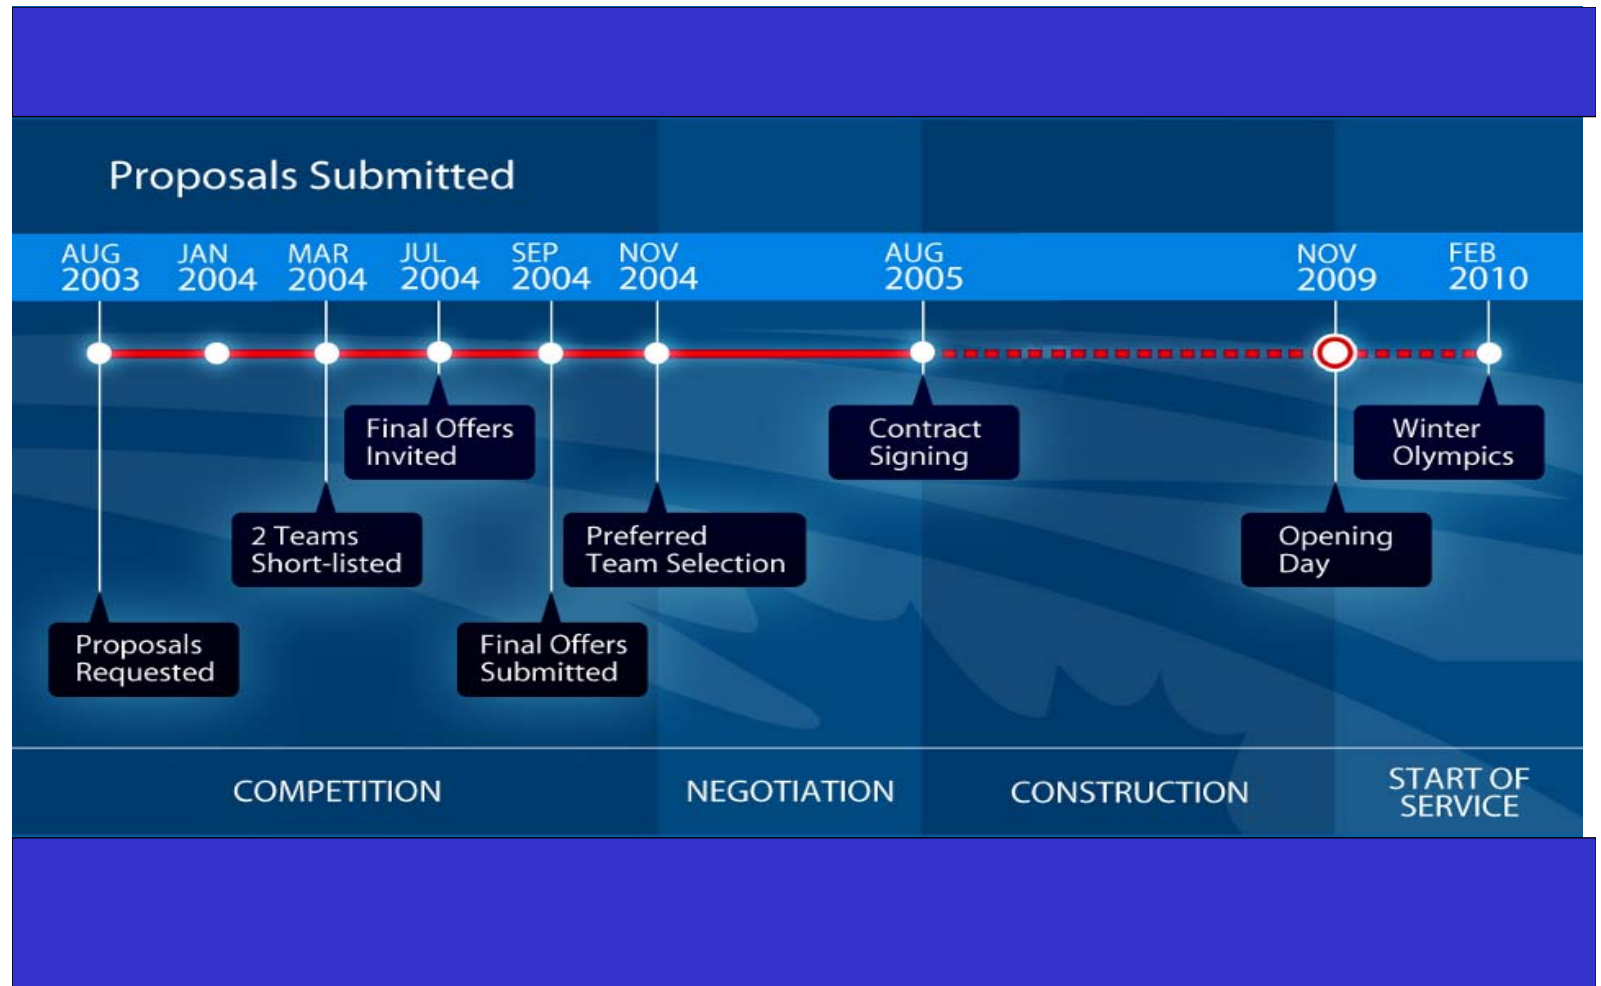 Proposals Submitted
AUG JAN MAR JUL SEP NOV AUG NOV FEB
2003 2004 2004 2004 2004 2004 2005 2009 2010
Final Offers
Invited
Contract
Signing
Winter
Olympics
2 Teams
Short-listed
Preferred
Team Selection
Opening
Day
Proposals
Requested
Final Offers
Submitted
COMPETITION
NEGOTIATION
CONSTRUCTION
START OF
SERVICE